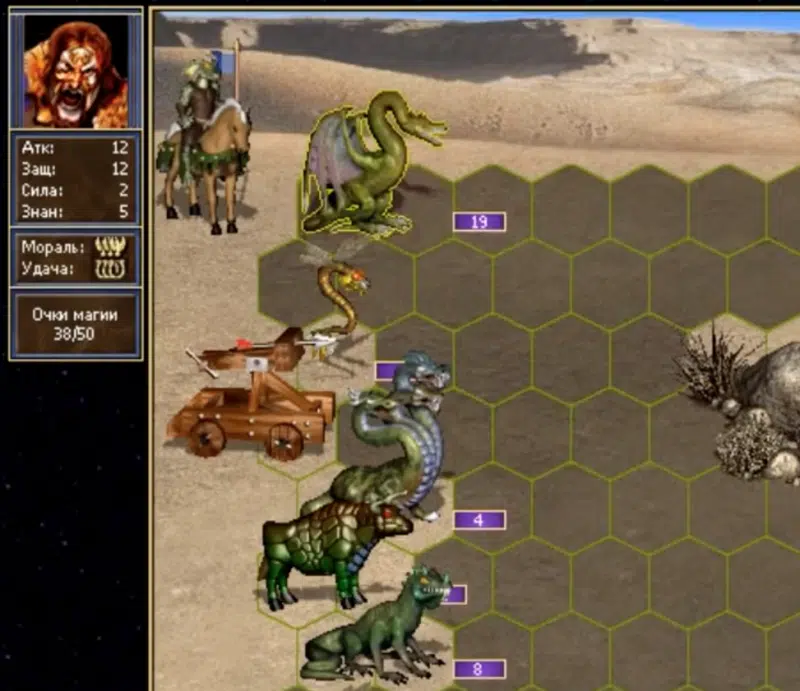 Атк: 12
Защ: 12
Сила: 2
Знан: 5
Мораль:
Удача:
Очки магии
38/50
19
4
8